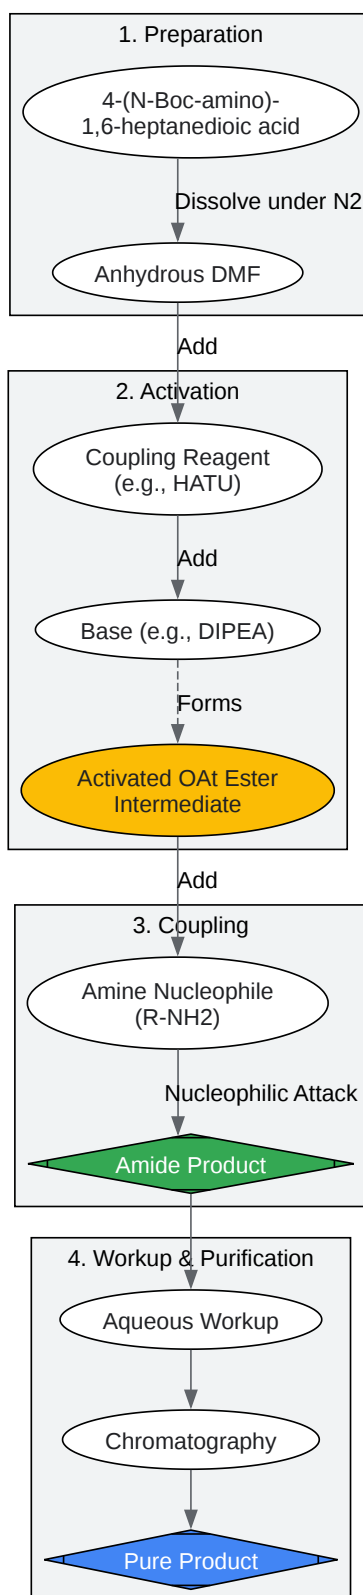 1. Preparation
4-(N-Boc-amino)-
1,6-heptanedioic acid
Dissolve under N2
Anhydrous DMF
Add
2. Activation
Coupling Reagent
(e.g., HATU)
Add
Base (e.g., DIPEA)
Forms
Activated OAt Ester
Intermediate
Add
3. Coupling
Amine Nucleophile
(R-NH2)
Nucleophilic Attack
Amide Product
4. Workup & Purification
Aqueous Workup
Chromatography
Pure Product